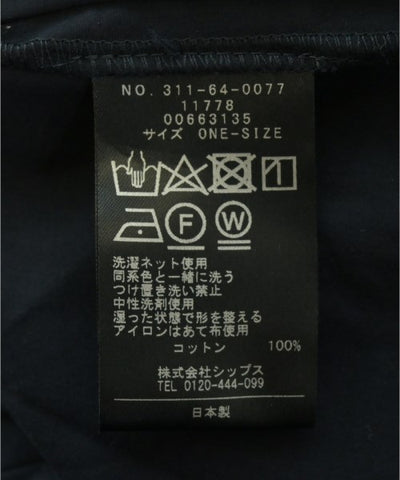 NO. 311-64-0077
11778
00663135
サイズ ONE-SIZE
F W
洗濯ネット使用
同系色と一緒に洗う
つけ置き洗い禁止
中性洗剤使用
湿った状態で形を整える
アイロンはあて布使用
コットン 100%
株式会社シップス
TEL 0120-444-099
日本製